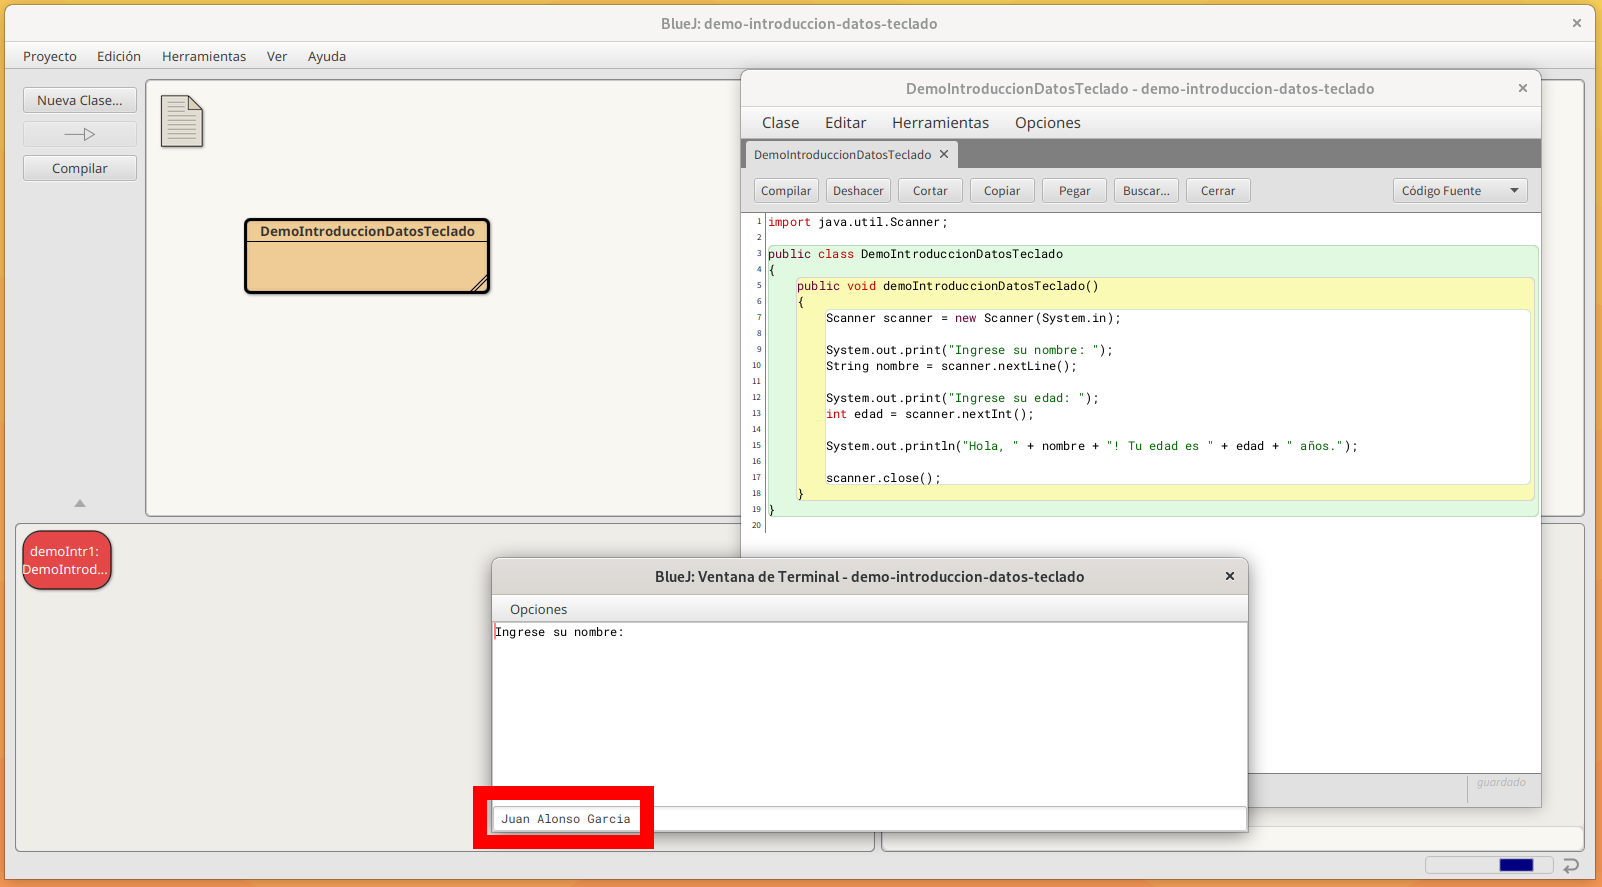 BlueJ: demo-introduccion-datos-teclado
Proyecto Edición Herramientas Ver Ayuda
Nueva Clase...
Compilar
DemoIntroduccionDatosTeclado
demoIntr1:
DemoIntrod...
DemoIntroduccionDatosTeclado - demo-introduccion-datos-teclado
Clase Editar Herramientas Opciones
DemoIntroduccionDatosTeclado
Compilar Deshacer Cortar Copiar Pegar Buscar... Cerrar Código Fuente
1 import java.util.Scanner;
2
3 public class DemoIntroduccionDatosTeclado
4 {
5 public void demoIntroduccionDatosTeclado()
6 {
7 Scanner scanner = new Scanner(System.in);
8
9 System.out.print("Ingrese su nombre: ");
10 String nombre = scanner.nextLine();
11
12 System.out.print("Ingrese su edad: ");
13 int edad = scanner.nextInt();
14
15 System.out.println("Hola, " + nombre + "! Tu edad es " + edad + " años.");
16
17 scanner.close();
18 }
19 }
20
guardado
BlueJ: Ventana de Terminal - demo-introduccion-datos-teclado
Opciones
Ingrese su nombre:
Juan Alonso Garcia